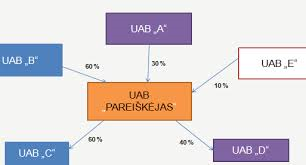 UAB „A“
UAB „B“
UAB „E“
60 %
30 %
10 %
UAB
„PAREIŠKĖJAS“
60 %
40 %
UAB „C“
UAB „D“